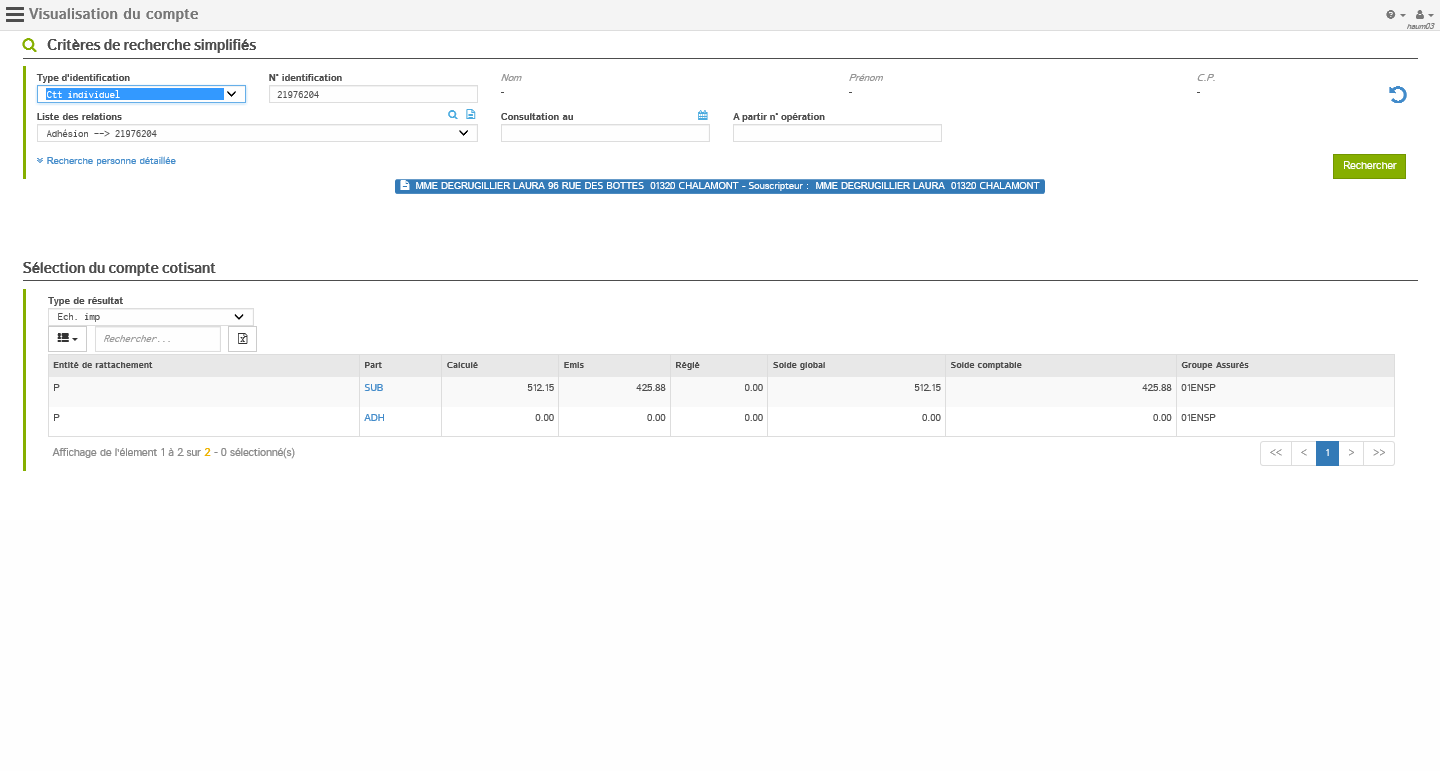 Visualisation du compte
haum03
Critères de recherche simplifiés
Type d'identification N° identification Nom Prénom C.P.
Ctt individuel 21976204 - - -
Liste des relations Consultation au A partir n° opération
Adhésion --> 21976204
Recherche personne détaillée
Rechercher
MME DEGRUGILLIER LAURA 96 RUE DES BOTTES 01320 CHALAMONT - Souscripteur : MME DEGRUGILLIER LAURA 01320 CHALAMONT
Sélection du compte cotisant
Type de résultat
Ech. imp
Rechercher...
Entité de rattachement Part Calculé Emis Réglé Solde global Solde comptable Groupe Assurés
P SUB 512.15 425.88 0.00 512.15 425.88 01ENSP
P ADH 0.00 0.00 0.00 0.00 0.00 01ENSP
Affichage de l'élement 1 à 2 sur 2 - 0 sélectionné(s)
<< < 1 > >>